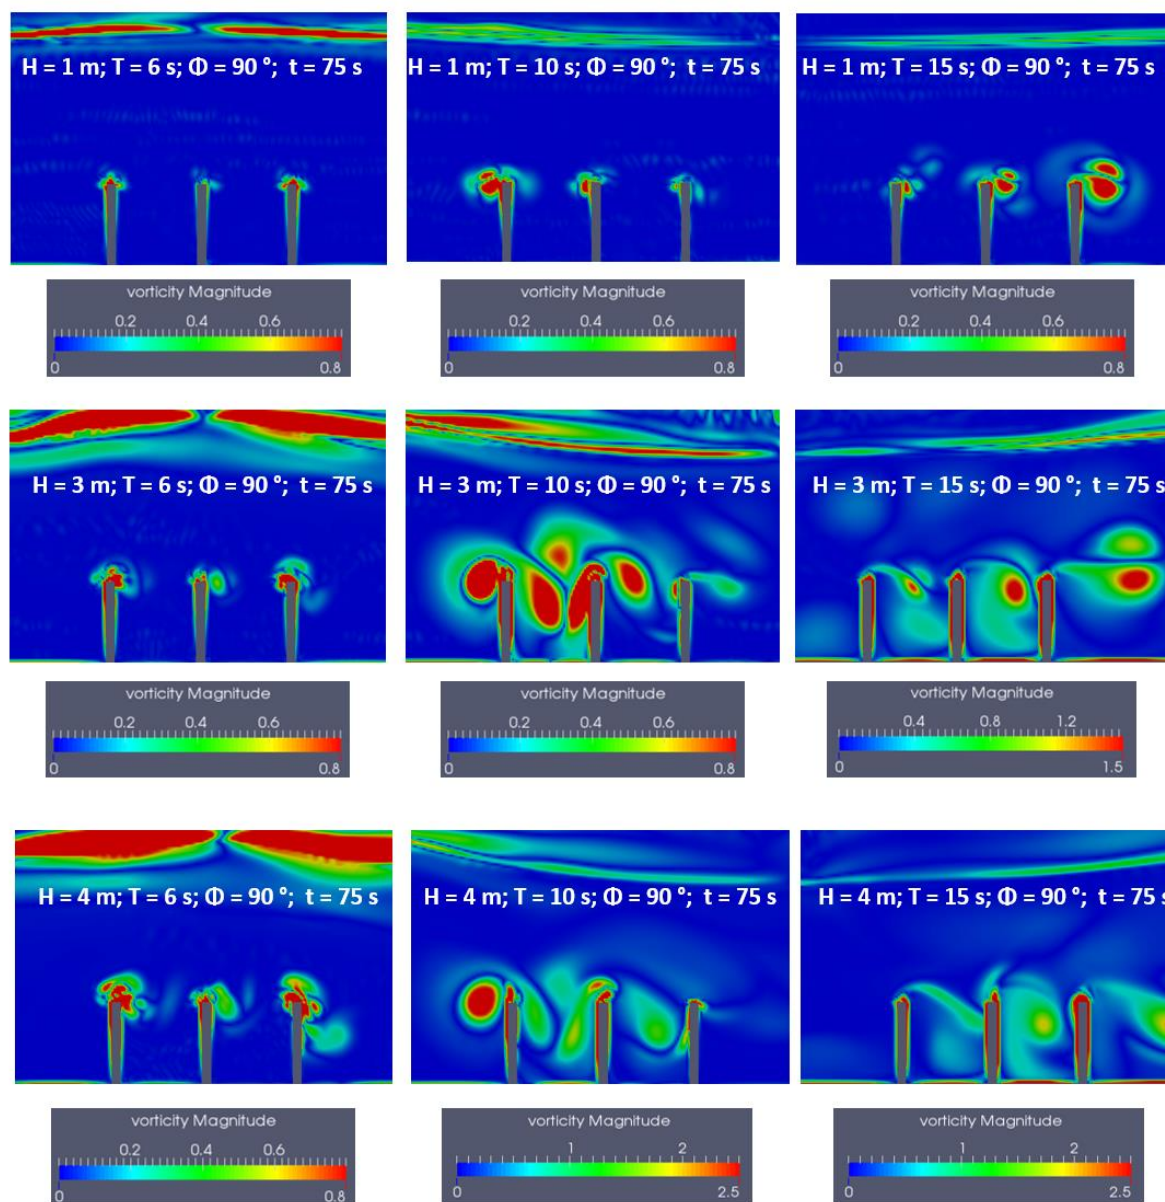 H = 1 m; T = 6 s; Φ = 90 °; t = 75 s
H = 1 m; T = 10 s; Φ = 90 °; t = 75 s
H = 1 m; T = 15 s; Φ = 90 °; t = 75 s
vorticity Magnitude
0.2 0.4 0.6
0 0.8
vorticity Magnitude
0.2 0.4 0.6
0 0.8
vorticity Magnitude
0.2 0.4 0.6
0 0.8
H = 3 m; T = 6 s; Φ = 90 °; t = 75 s
H = 3 m; T = 10 s; Φ = 90 °; t = 75 s
H = 3 m; T = 15 s; Φ = 90 °; t = 75 s
vorticity Magnitude
0.2 0.4 0.6
0 0.8
vorticity Magnitude
0.2 0.4 0.6
0 0.8
vorticity Magnitude
0.4 0.8 1.2
0 1.5
H = 4 m; T = 6 s; Φ = 90 °; t = 75 s
H = 4 m; T = 10 s; Φ = 90 °; t = 75 s
H = 4 m; T = 15 s; Φ = 90 °; t = 75 s
vorticity Magnitude
0.2 0.4 0.6
0 0.8
vorticity Magnitude
1 2
0 2.5
vorticity Magnitude
1 2
0 2.5